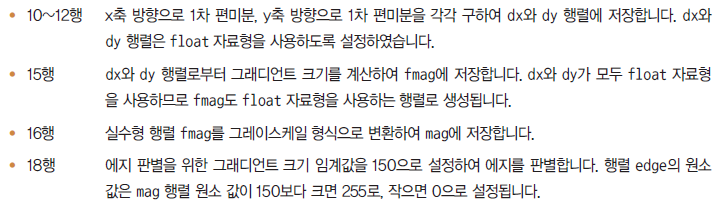 • 10~12행 x축 방향으로 1차 편미분, y축 방향으로 1차 편미분을 각각 구하여 dx와 dy 행렬에 저장합니다. dx와
dy 행렬은 float 자료형을 사용하도록 설정하였습니다.
• 15행 dx와 dy 행렬로부터 그래디언트 크기를 계산하여 fmag에 저장합니다. dx와 dy가 모두 float 자료형
을 사용하므로 fmag도 float 자료형을 사용하는 행렬로 생성됩니다.
• 16행 실수형 행렬 fmag를 그레이스케일 형식으로 변환하여 mag에 저장합니다.
• 18행 에지 판별을 위한 그래디언트 크기 임계값을 150으로 설정하여 에지를 판별합니다. 행렬 edge의 원소
값은 mag 행렬 원소 값이 150보다 크면 255로, 작으면 0으로 설정됩니다.